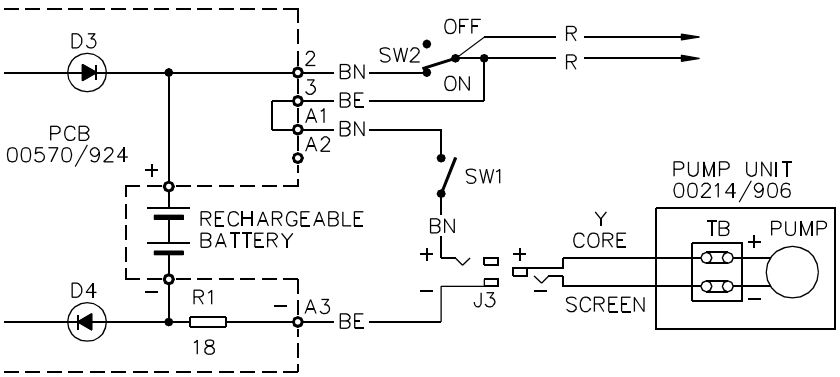 D3
OFF
R
SW2
2
BN
R
ON
3
BE
A1
BN
PCB
00570/924
A2
+
SW1
PUMP UNIT
00214/906
RECHARGEABLE
BATTERY
BN
Y
CORE
TB
PUMP
+
+
+
-
D4
R1
-
A3
-
J3
-
SCREEN
-
BE
18